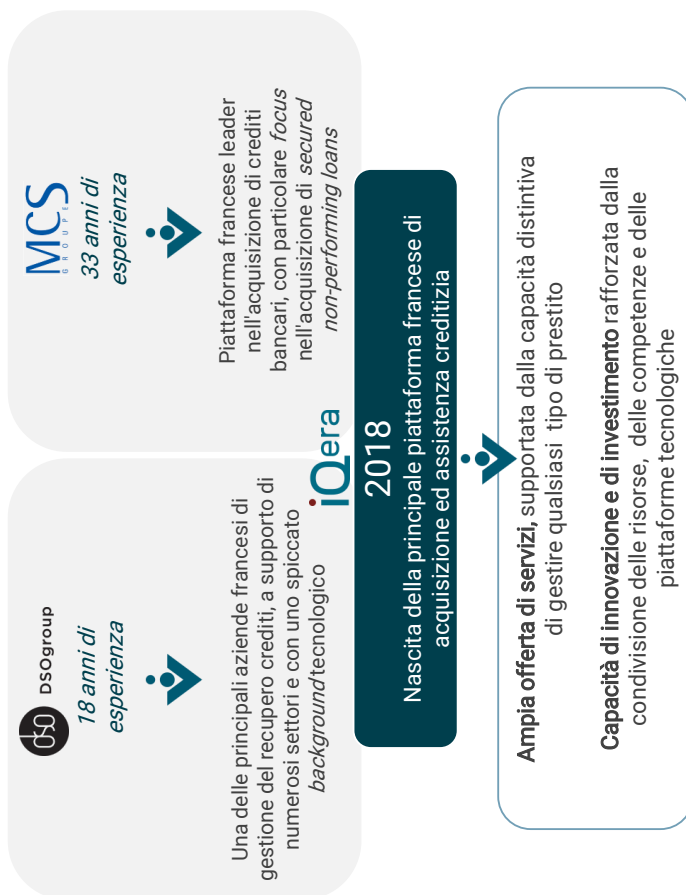 DSO DSOgroup
18 anni di
esperienza
Una delle principali aziende francesi di
gestione del recupero crediti, a supporto di
numerosi settori e con uno spiccato
background tecnologico
MCS
GROUPE
33 anni di
esperienza
Piattaforma francese leader
nell'acquisizione di crediti
bancari, con particolare focus
nell'acquisizione di secured
non-performing loans
iQera
2018
Nascita della principale piattaforma francese di
acquisizione ed assistenza creditizia
Ampia offerta di servizi, supportata dalla capacità distintiva
di gestire qualsiasi tipo di prestito
Capacità di innovazione e di investimento rafforzata dalla
condivisione delle risorse, delle competenze e delle
piattaforme tecnologiche